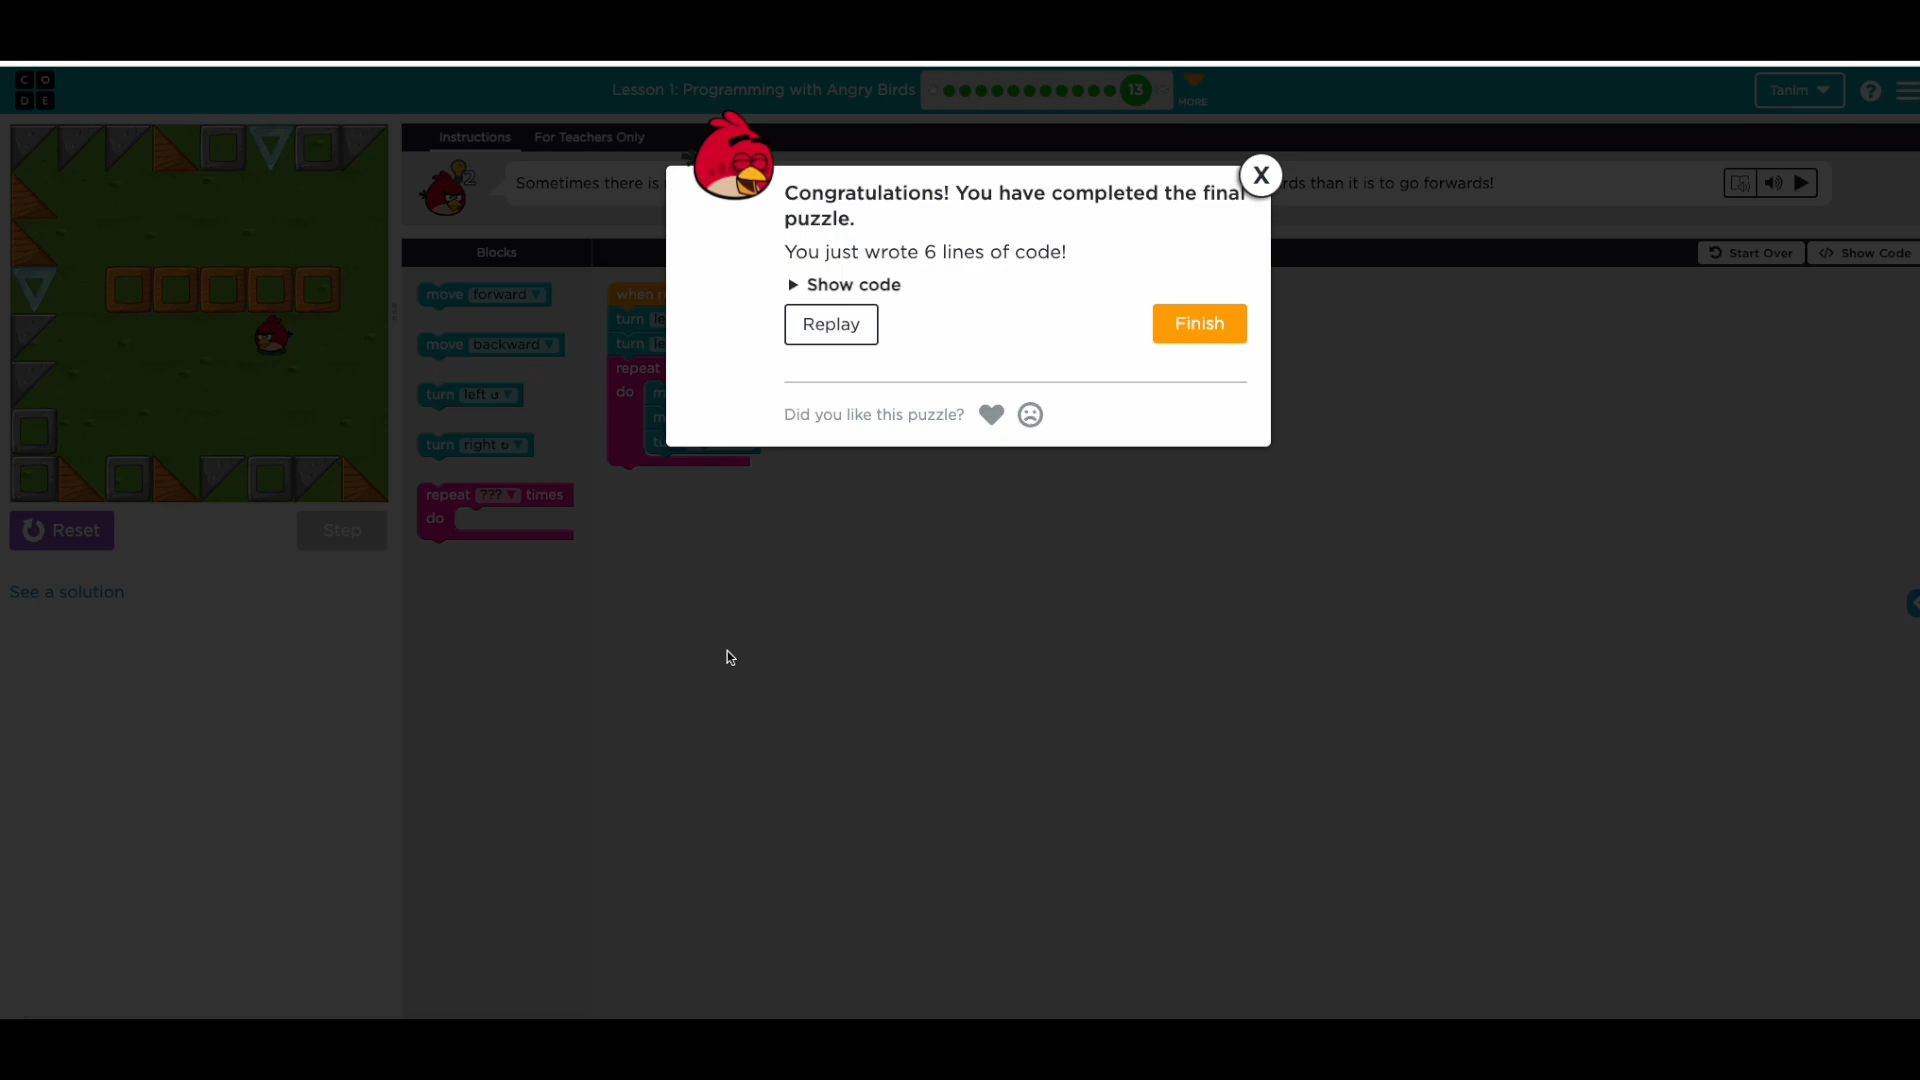 C O
D E
Lesson 1: Programming with Angry Birds
13
MORE
Tanim
?
Instructions
For Teachers Only
2
Sometimes there is
rds than it is to go forwards!
X
Congratulations! You have completed the final
puzzle.
You just wrote 6 lines of code!
Show code
Replay
Finish
Did you like this puzzle?
Blocks
Start Over
</> Show Code
move forward
move backward
turn left
turn right
repeat ??? times
do
when r
turn le
turn le
repeat
do
Reset
Step
See a solution